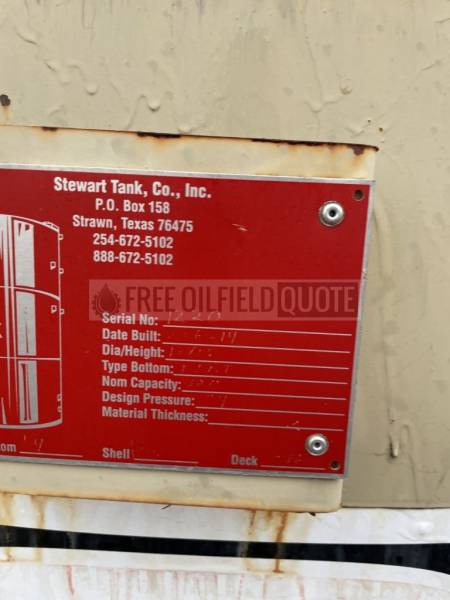 Stewart Tank, Co., Inc.
P.O. Box 158
Strawn, Texas 76475
254-672-5102
888-672-5102
FREE OILFIELD QUOTE
Serial No:
Date Built:
Dia/Height:
Type Bottom:
Nom Capacity:
Design Pressure:
Material Thickness:
om Shell Deck